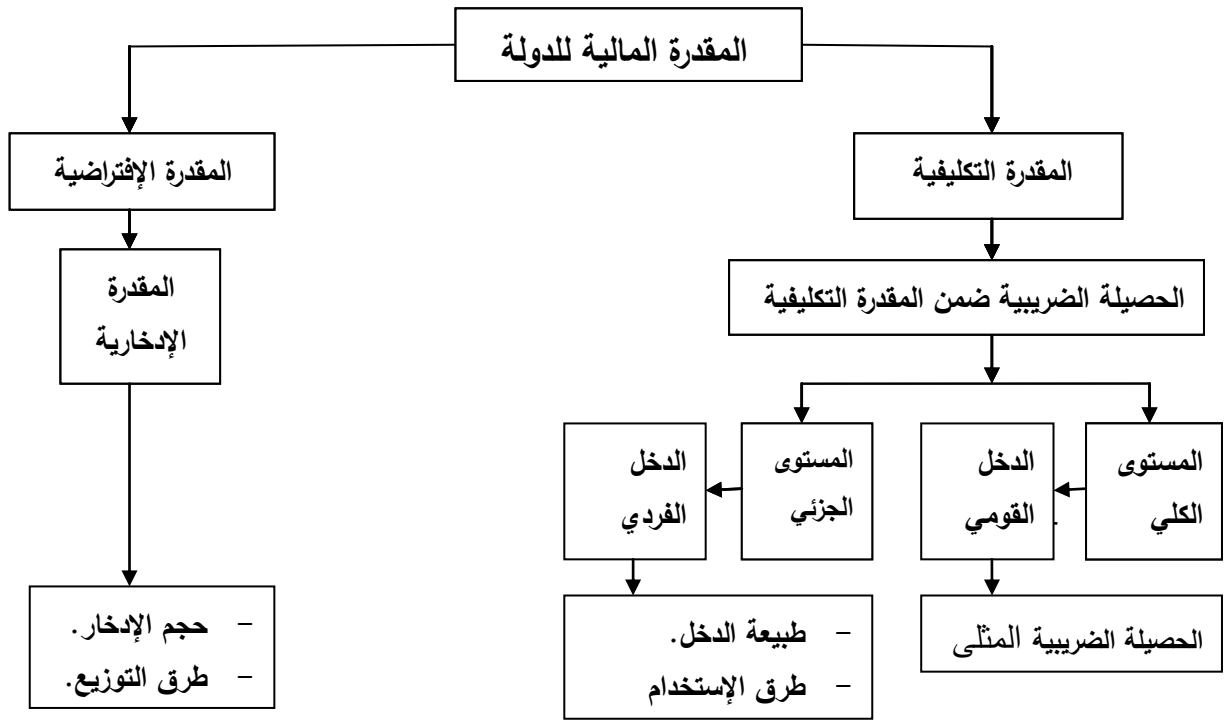 المقدرة المالية للدولة
المقدرة التكليفية
المقدرة الإفتراضية
الحصيلة الضريبية ضمن المقدرة التكليفية
المقدرة
الإدخارية
المستوى
الكلي
الدخل
القومي
المستوى
الجزئي
الدخل
الفردي
الحصيلة الضريبية المثلى
- طبيعة الدخل.
- طرق الإستخدام
- حجم الإدخار.
- طرق التوزيع.